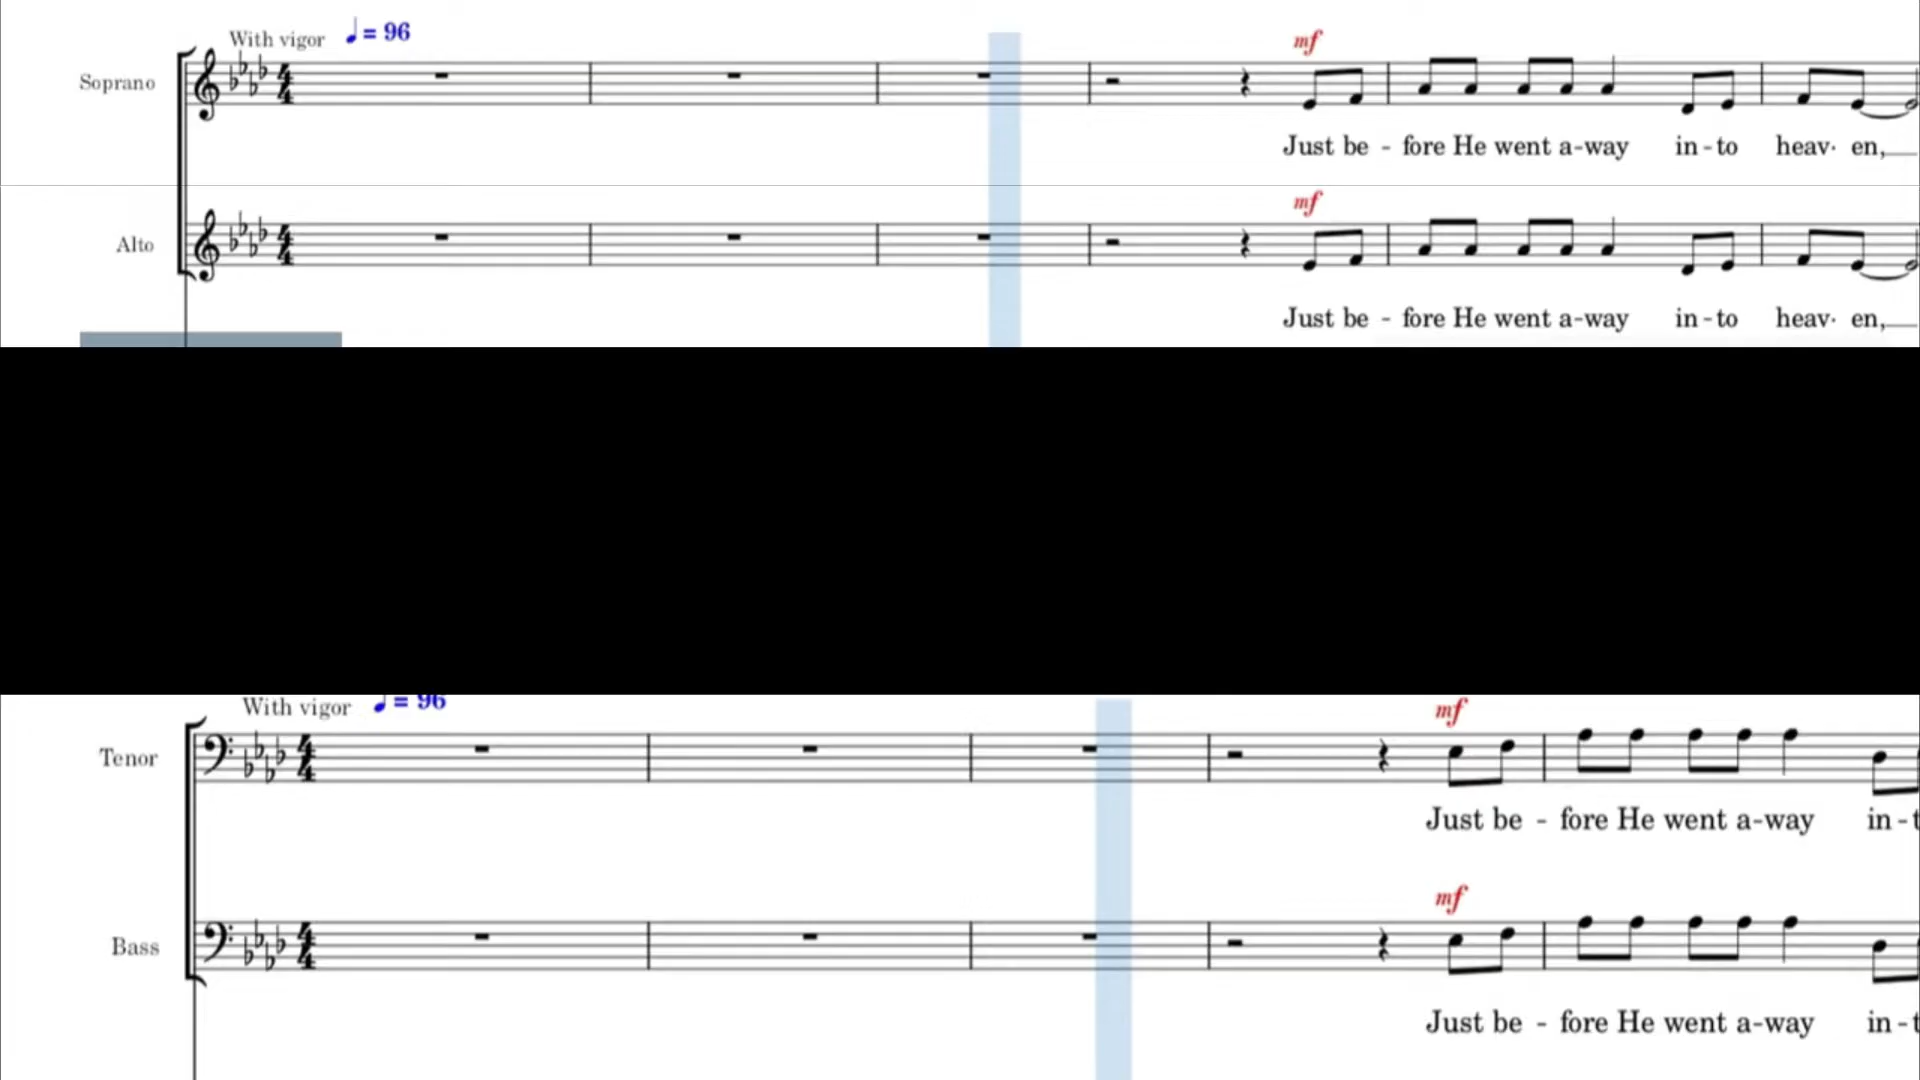 With vigor ♩ = 96
Soprano
mf
Just be - fore He went a-way in-to heav- en,
Alto
mf
Just be - fore He went a-way in-to heav- en,
With vigor ♩ = 96
Tenor
mf
Just be - fore He went a-way in-t
Bass
mf
Just be - fore He went a-way in-t